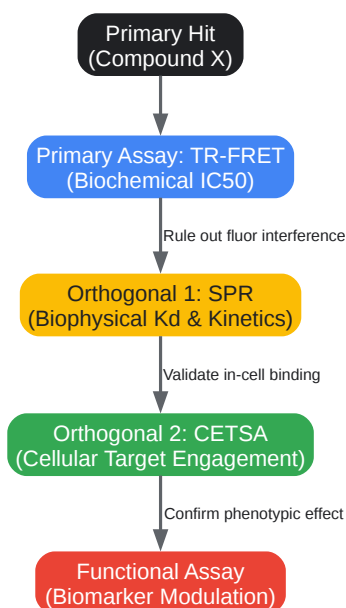 Primary Hit
(Compound X)
Primary Assay: TR-FRET
(Biochemical IC50)
Rule out fluor interference
Orthogonal 1: SPR
(Biophysical Kd & Kinetics)
Validate in-cell binding
Orthogonal 2: CETSA
(Cellular Target Engagement)
Confirm phenotypic effect
Functional Assay
(Biomarker Modulation)